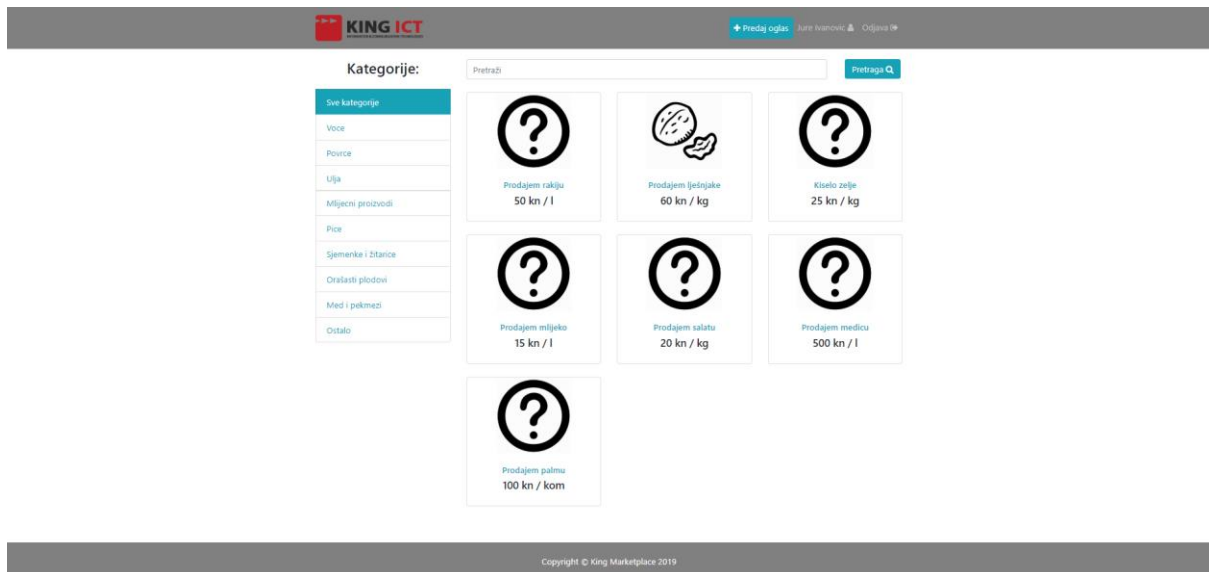 KING ICT
Predaj oglas Jure Ivanović Odjava
Kategorije:
Pretraži
Pretraga
Sve kategorije
Voce
Povrce
Ulja
Mlijecni proizvodi
Pice
Sjemenke i žitarice
Orašasti plodovi
Med i pekmezi
Ostalo
Prodajem rakiju
50 kn / l
Prodajem lješnjake
60 kn / kg
Kiselo zelje
25 kn / kg
Prodajem mlijeko
15 kn / l
Prodajem salatu
20 kn / kg
Prodajem medicu
500 kn / l
Prodajem palmu
100 kn / kom
Copyright © King Marketplace 2019